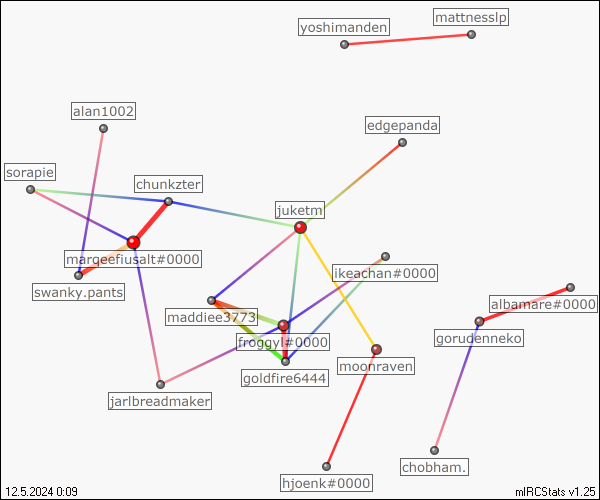 mattnesslp
yoshimanden
alan1002
edgepanda
sorapie
chunkzter
juketm
marqeefiusalt#0000
ikeachan#0000
swanky.pants
albamare#0000
maddiee3773
froggyl#0000
gorudenneko
moonraven
goldfire6444
jarlbreadmaker
chobham.
hjoenk#0000
12.5.2024 0:09
mIRCStats v1.25